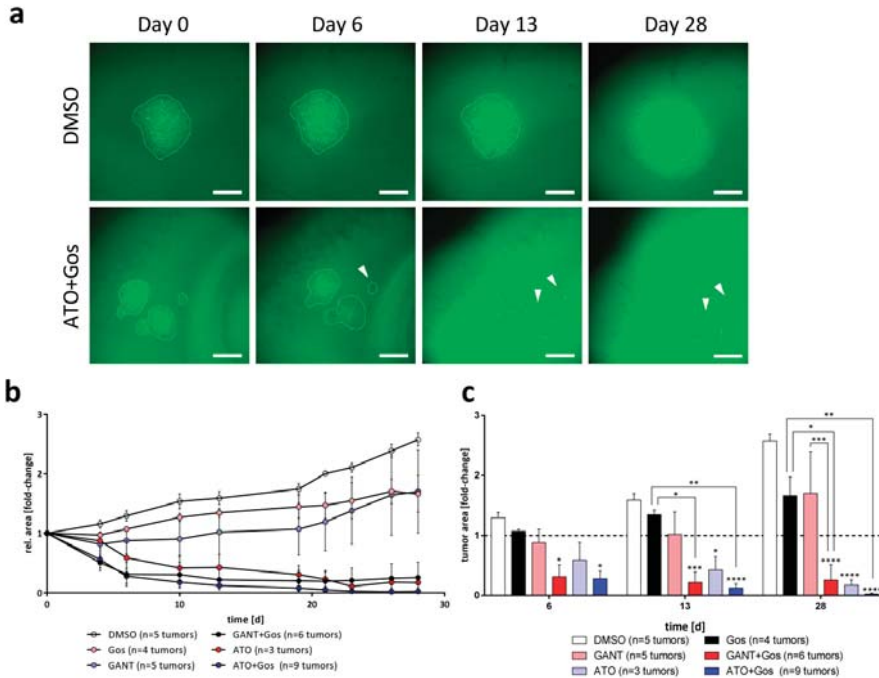 a
Day 0 Day 6 Day 13 Day 28
DMSO
ATO+Gos
b
3
2
1
0
rel. area [fold-change]
0 10 20 30
time [d]
DMSO (n=5 tumors) GANT+Gos (n=6 tumors)
Gos (n=4 tumors) ATO (n=3 tumors)
GANT (n=5 tumors) ATO+Gos (n=9 tumors)
c
3
2
1
0
tumor area [fold-change]
**
*
***
**
*
* * *** * **** **** **** ****
6 13 28
time [d]
DMSO (n=5 tumors) Gos (n=4 tumors)
GANT (n=5 tumors) GANT+Gos (n=6 tumors)
ATO (n=3 tumors) ATO+Gos (n=9 tumors)